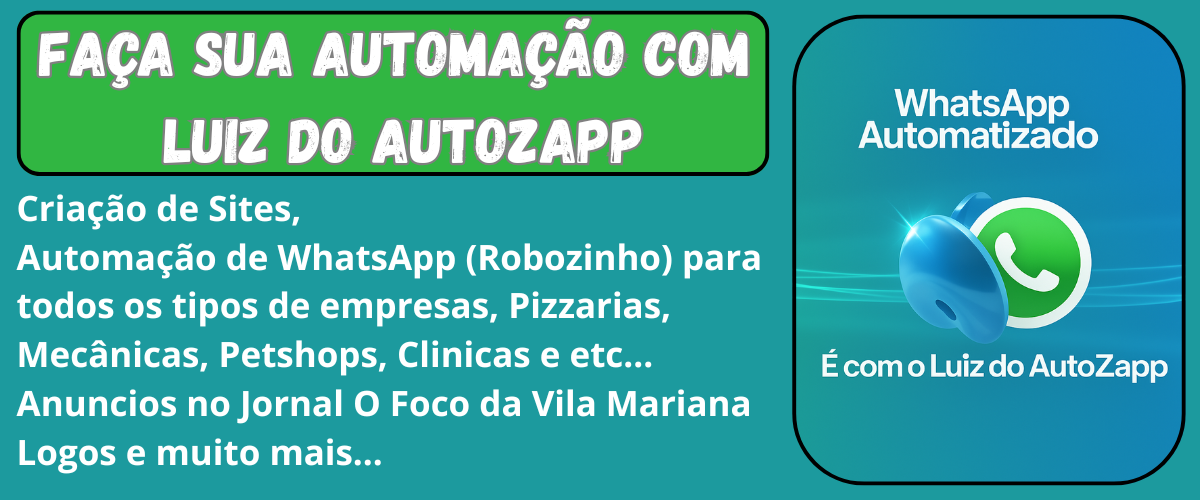 FAÇA SUA AUTOMAÇÃO COM
LUIZ DO AUTOZAPP
Criação de Sites,
Automação de WhatsApp (Robozinho) para
todos os tipos de empresas, Pizzarias,
Mecânicas, Petshops, Clinicas e etc...
Anuncios no Jornal O Foco da Vila Mariana
Logos e muito mais...
WhatsApp
Automatizado
É com o Luiz do AutoZapp